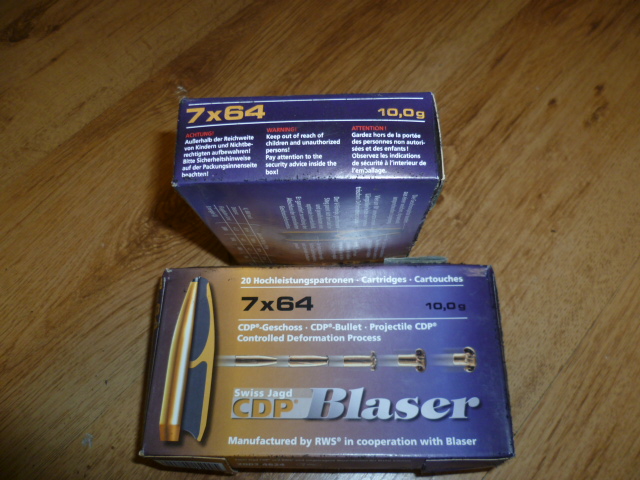 7x64 10,0g
ACHTUNG!
Außerhalb der Reichweite
von Kindern und Nichtbe-
rechtigten aufbewahren!
Bitte Sicherheitshinweise
auf der Packungsinnenseite
beachten!
WARNING!
Keep out of reach of
children and unauthorized
persons!
Pay attention to the
security advice inside the
box!
ATTENTION!
Gardez hors de la portée
des personnes non autori-
sées et des enfants!
Observez les indications
de sécurité à l'interieur de
l'emballage.
20 Hochleistungspatronen - Cartridges - Cartouches
7x64 10,0g
CDP®-Geschoss · CDP®-Bullet · Projectile CDP®
Controlled Deformation Process
Swiss Jagd
CDP® Blaser
Manufactured by RWS® in cooperation with Blaser